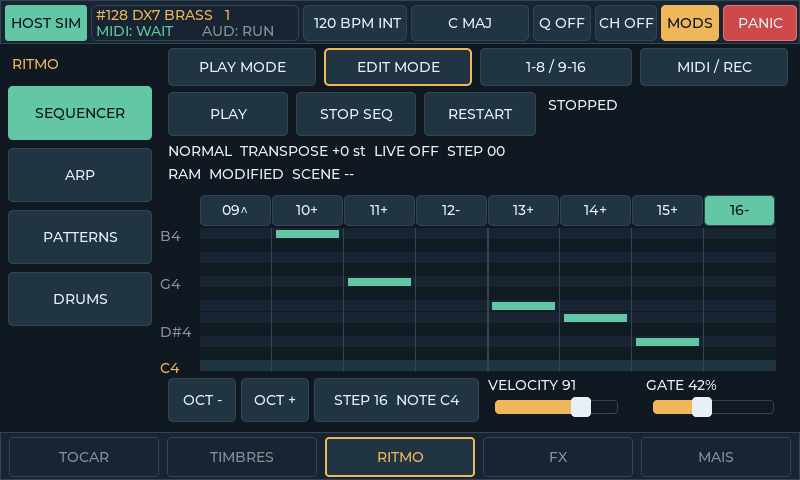 HOST SIM
#128 DX7 BRASS 1
MIDI: WAIT AUD: RUN
120 BPM INT
C MAJ
Q OFF
CH OFF
MODS
PANIC
RITMO
PLAY MODE
EDIT MODE
1-8 / 9-16
MIDI / REC
SEQUENCER
ARP
PATTERNS
DRUMS
PLAY
STOP SEQ
RESTART
STOPPED
NORMAL TRANSPOSE +0 st LIVE OFF STEP 00
RAM MODIFIED SCENE --
09^ 10+ 11+ 12- 13+ 14+ 15+ 16-
B4
G4
D#4
C4
OCT -
OCT +
STEP 16 NOTE C4
VELOCITY 91
GATE 42%
TOCAR
TIMBRES
RITMO
FX
MAIS